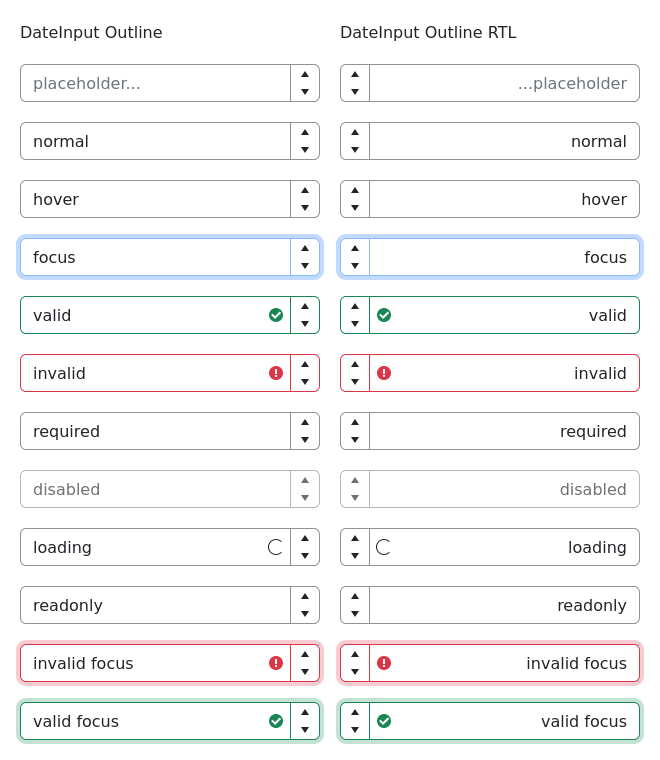 DateInput Outline
DateInput Outline RTL
placeholder...
...placeholder
normal
normal
hover
hover
focus
focus
valid
valid
invalid
invalid
required
required
disabled
disabled
loading
loading
readonly
readonly
invalid focus
invalid focus
valid focus
valid focus